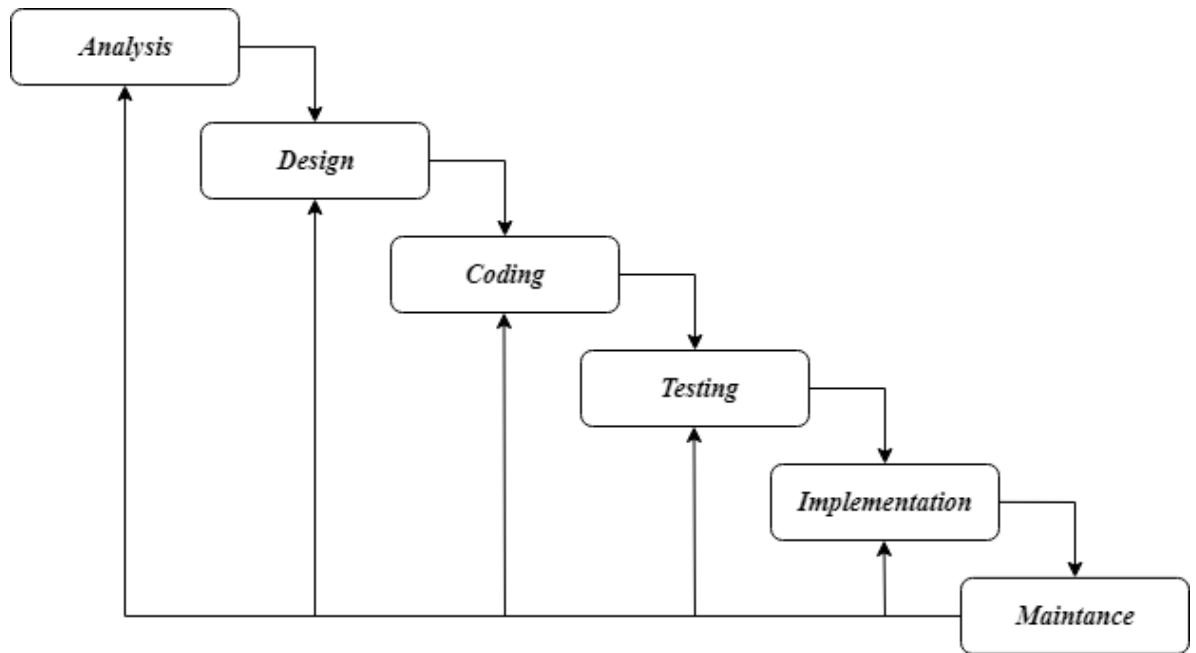 Analysis
Design
Coding
Testing
Implementation
Maintance